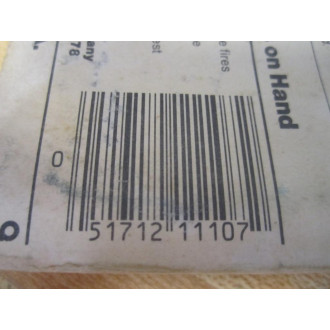 e fires
est
e
any
78
on Hand
0
51712 11107